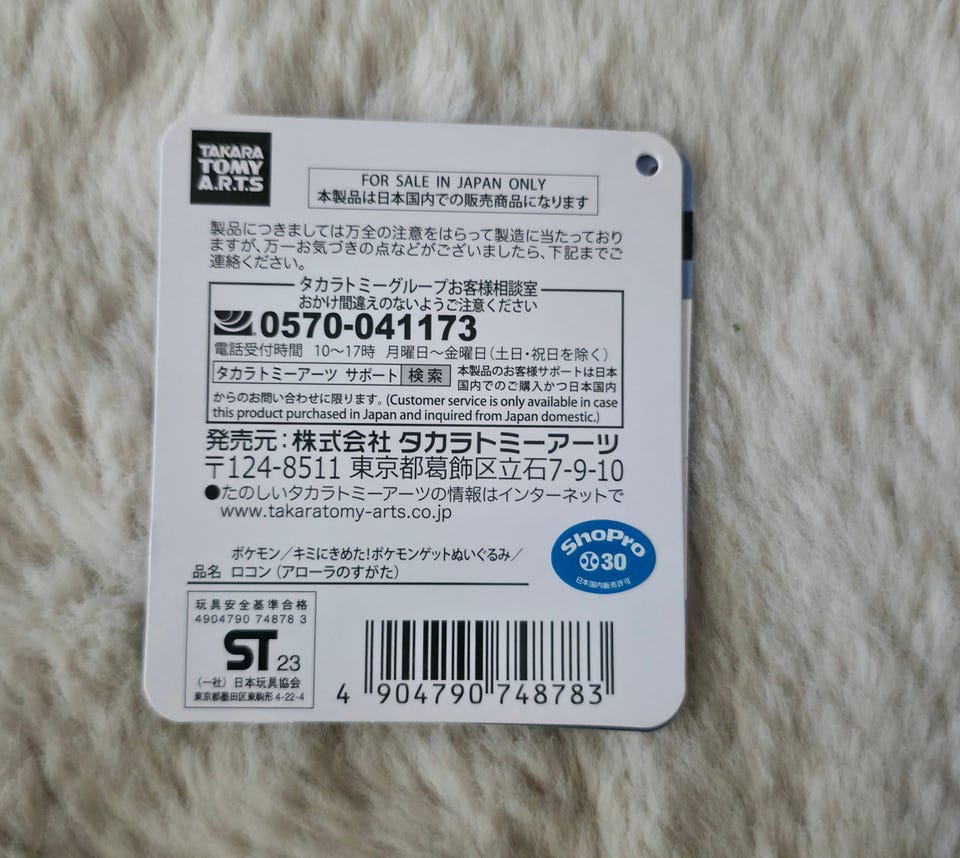 TAKARA
TOMY
A.R.T.S
FOR SALE IN JAPAN ONLY
本製品は日本国内での販売商品になります
製品につきましては万全の注意をはらって製造に当たっており
ますが、万一お気づきの点などがございましたら、下記までご
連絡ください。
タカラトミーグループお客様相談室
おかけ間違えのないようご注意ください
0570-041173
電話受付時間 10～17時 月曜日～金曜日(土日・祝日を除く)
タカラトミーアーツ サポート 検索 本製品のお客様サポートは日本
国内でのご購入かつ日本国内
からのお問い合わせに限ります。(Customer service is only available in case
this product purchased in Japan and inquired from Japan domestic.)
発売元:株式会社 タカラトミーアーツ
〒124-8511 東京都葛飾区立石7-9-10
●たのしいタカラトミーアーツの情報はインターネットで
www.takaratomy-arts.co.jp
ShoPro
30
日本国内販売許可
ポケモン/キミにきめた!ポケモンゲットぬいぐるみ/
品名 ロコン(アローラのすがた)
玩具安全基準合格
4904790 74878 3
ST 23
(一社)日本玩具協会
東京都墨田区東駒形4-22-4
4 904790 748783